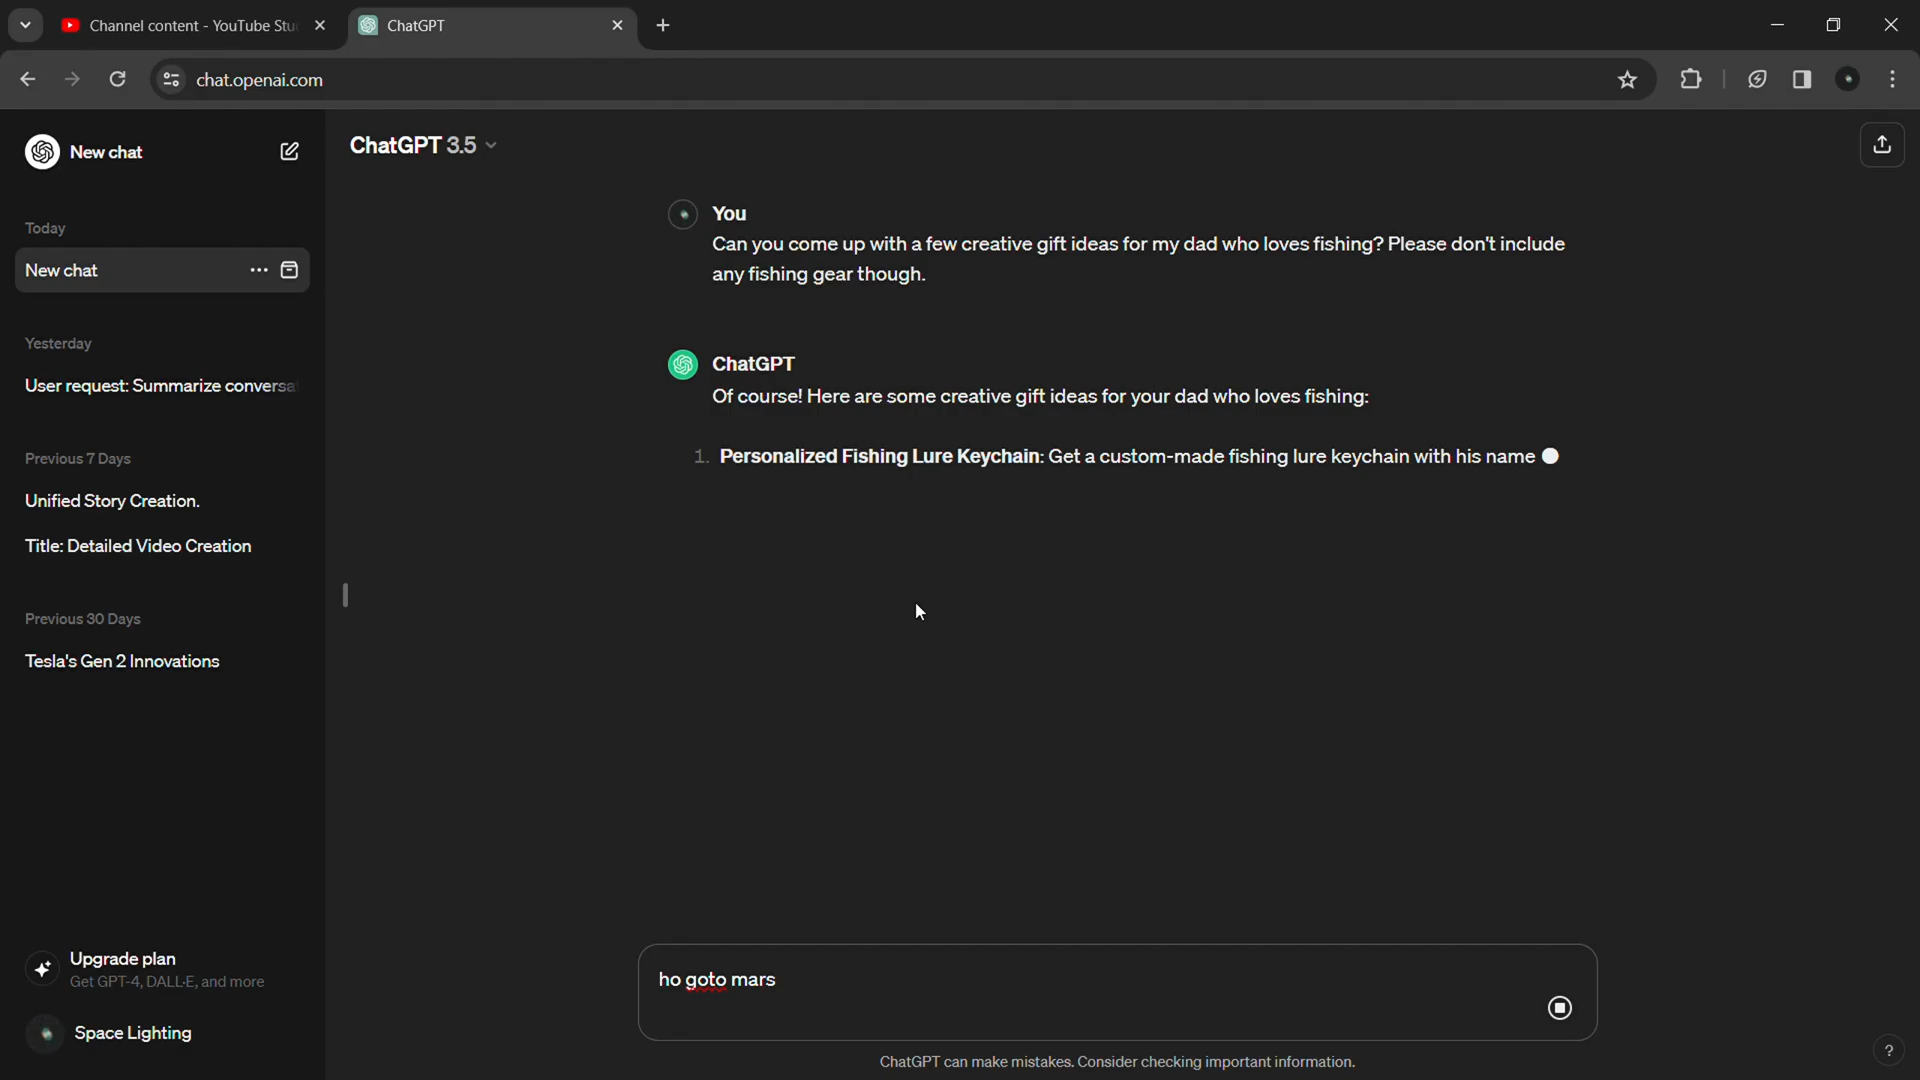 Channel content - YouTube Stu
ChatGPT
chat.openai.com
New chat
Today
New chat
Yesterday
User request: Summarize conversa
Previous 7 Days
Unified Story Creation.
Title: Detailed Video Creation
Previous 30 Days
Tesla's Gen 2 Innovations
Upgrade plan
Get GPT-4, DALL·E, and more
Space Lighting
ChatGPT 3.5
You
Can you come up with a few creative gift ideas for my dad who loves fishing? Please don't include
any fishing gear though.
ChatGPT
Of course! Here are some creative gift ideas for your dad who loves fishing:
1. Personalized Fishing Lure Keychain: Get a custom-made fishing lure keychain with his name
ho goto mars
ChatGPT can make mistakes. Consider checking important information.
?